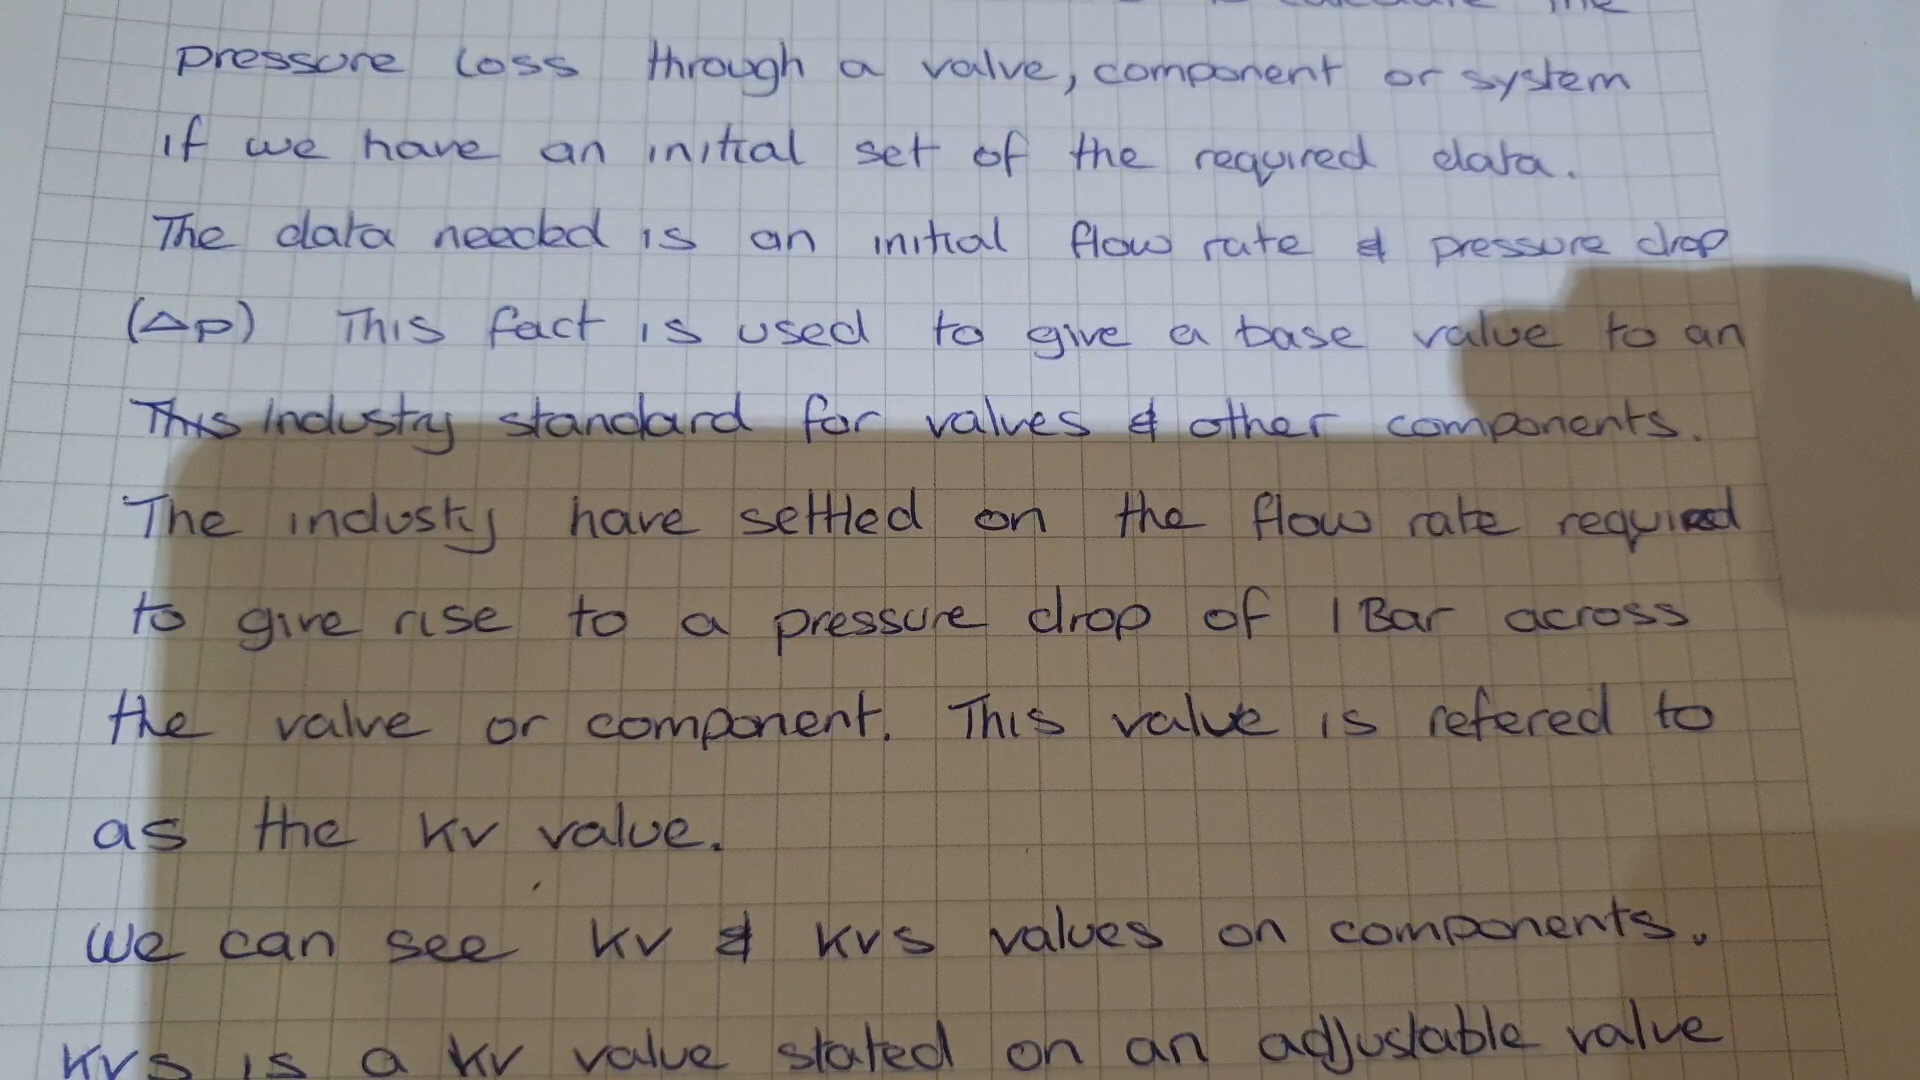 calculate the
pressure loss through a valve, component or system
if we have an initial set of the required data.
The data needed is an initial flow rate & pressure drop
(Δp) This fact is used to give a base value to an
This industry standard for valves & other components.
The industry have settled on the flow rate required
to give rise to a pressure drop of 1 Bar across
the valve or component. This value is refered to
as the Kv value.
We can see Kv & Kvs values on components.
Kvs is a Kv value stated on an adjustable valve